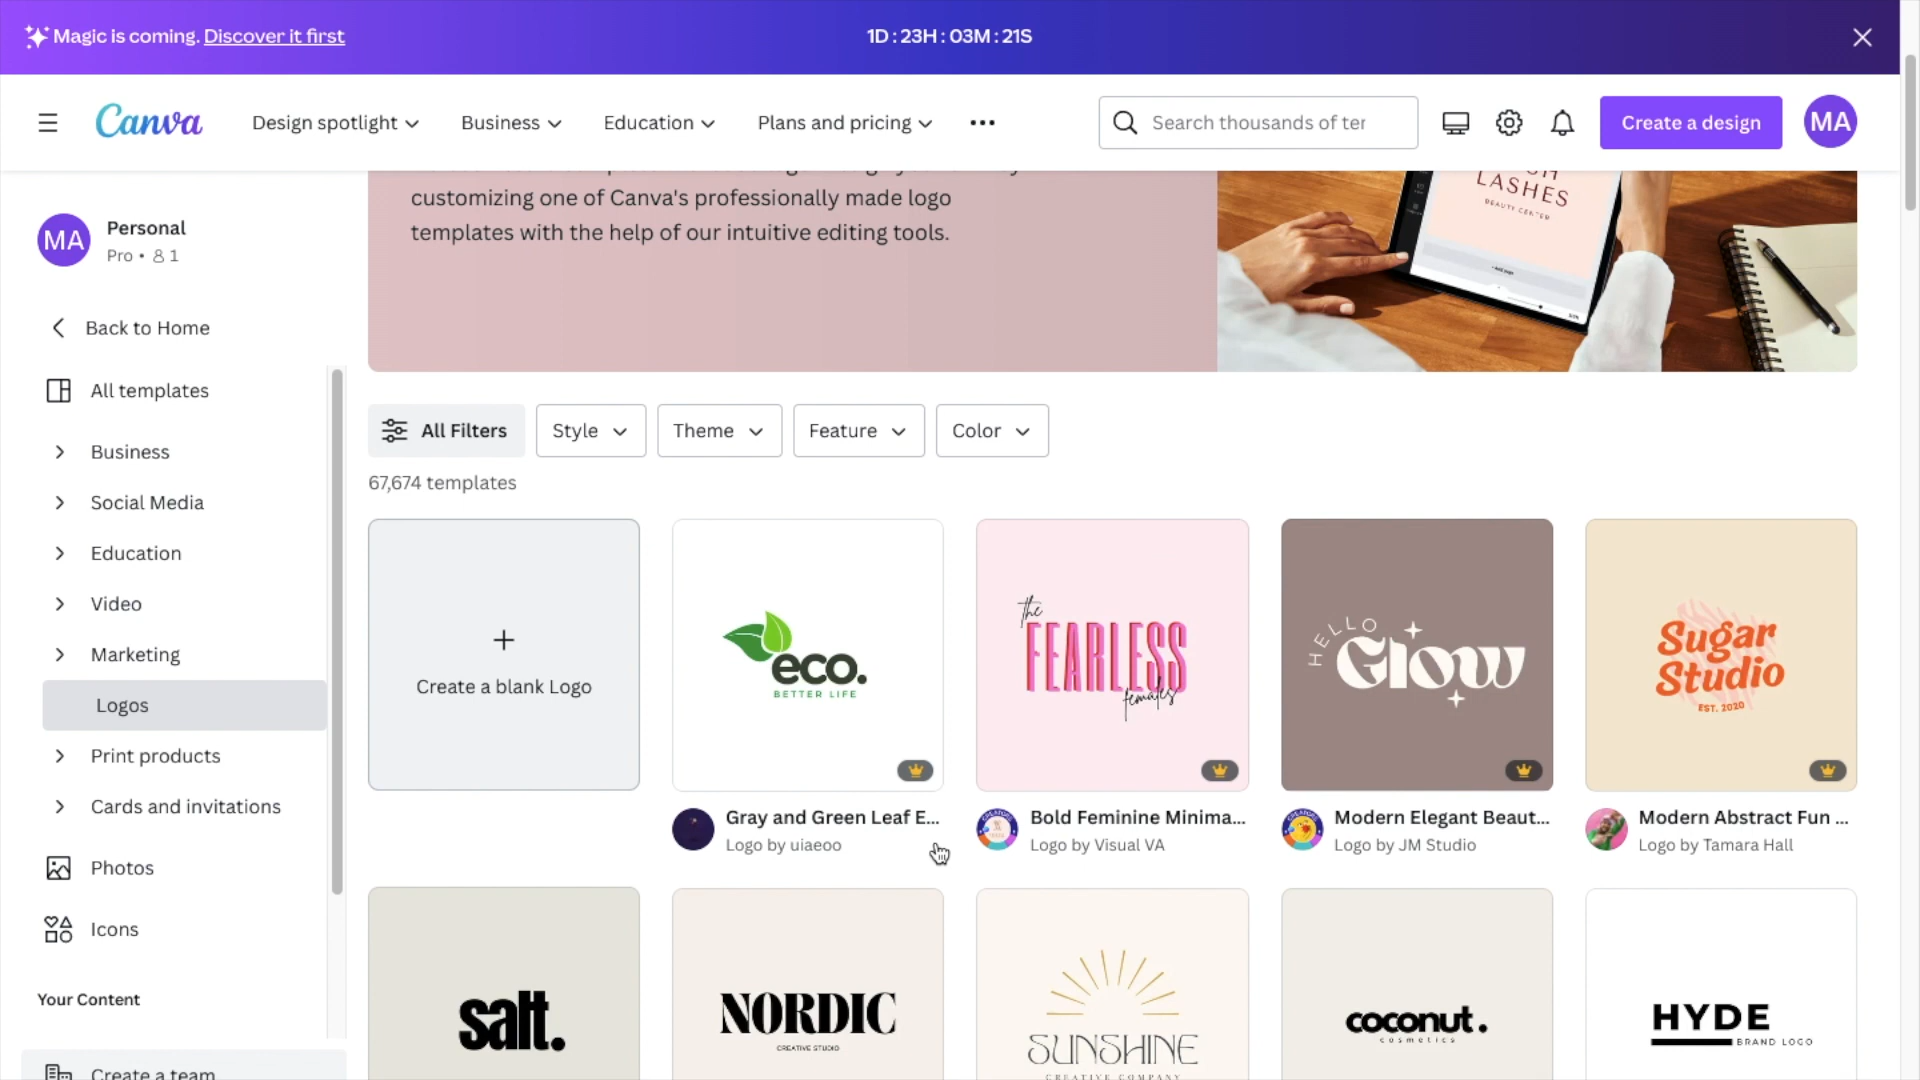 Magic is coming. Discover it first
1D : 23H : 03M : 21S
Canva
Design spotlight
Business
Education
Plans and pricing
Search thousands of ter
Create a design
MA
MA
Personal
Pro • 1
Back to Home
All templates
Business
Social Media
Education
Video
Marketing
Logos
Print products
Cards and invitations
Photos
Icons
Your Content
Create a team
customizing one of Canva's professionally made logo
templates with the help of our intuitive editing tools.
LASHES
BEAUTY CENTER
All Filters
Style
Theme
Feature
Color
67,674 templates
Create a blank Logo
eco.
BETTER LIFE
the
FEARLESS
females
HELLO
Glow
Sugar
Studio
EST. 2020
Gray and Green Leaf E...
Logo by uiaeoo
Bold Feminine Minima...
Logo by Visual VA
Modern Elegant Beaut...
Logo by JM Studio
Modern Abstract Fun ...
Logo by Tamara Hall
salt.
NORDIC
CREATIVE STUDIO
SUNSHINE
CREATIVE COMPANY
coconut.
cosmetics
HYDE
BRAND LOGO